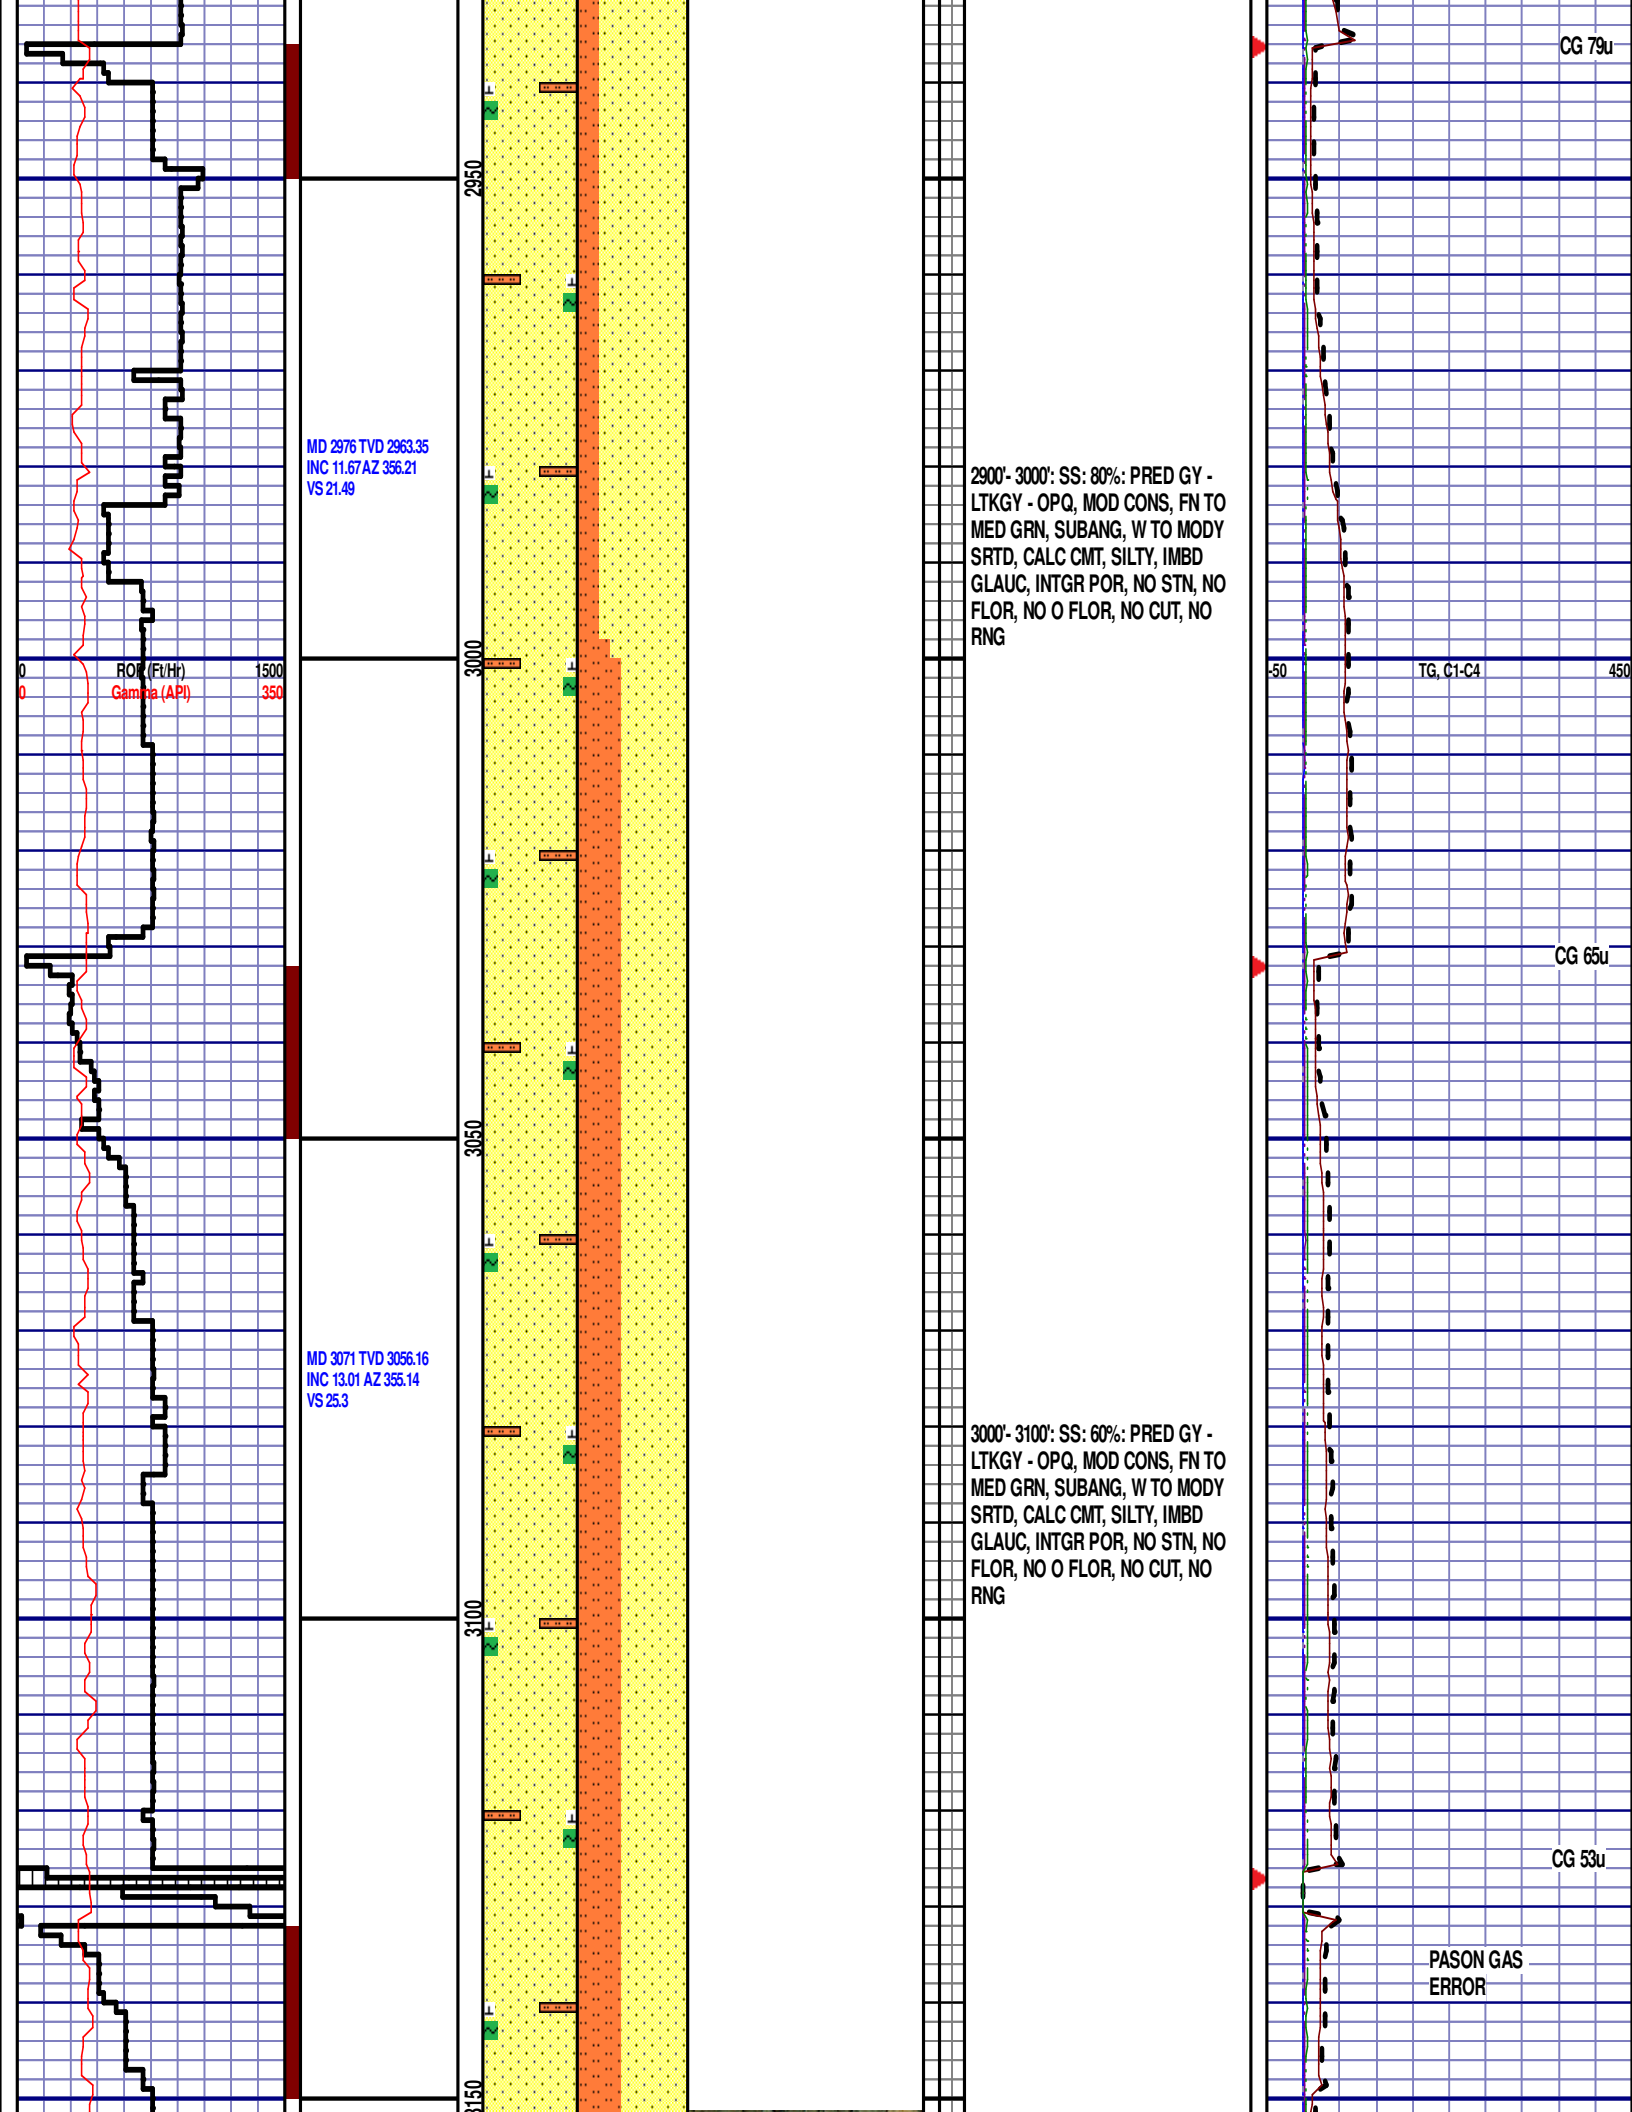 CG 79u
2950
MD 2976 TVD 2963.35
INC 11.67 AZ 356.21
VS 21.49
2900'- 3000': SS: 80%: PRED GY -
LTKGY - OPQ, MOD CONS, FN TO
MED GRN, SUBANG, W TO MODY
SRTD, CALC CMT, SILTY, IMBD
GLAUC, INTGR POR, NO STN, NO
FLOR, NO O FLOR, NO CUT, NO
RNG
3000
0 ROP (Ft/Hr) 1500
0 Gamma (API) 350
-50 TG, C1-C4 450
CG 65u
3050
MD 3071 TVD 3056.16
INC 13.01 AZ 355.14
VS 25.3
3000'- 3100': SS: 60%: PRED GY -
LTKGY - OPQ, MOD CONS, FN TO
MED GRN, SUBANG, W TO MODY
SRTD, CALC CMT, SILTY, IMBD
GLAUC, INTGR POR, NO STN, NO
FLOR, NO O FLOR, NO CUT, NO
RNG
3100
CG 53u
PASON GAS
ERROR
3150